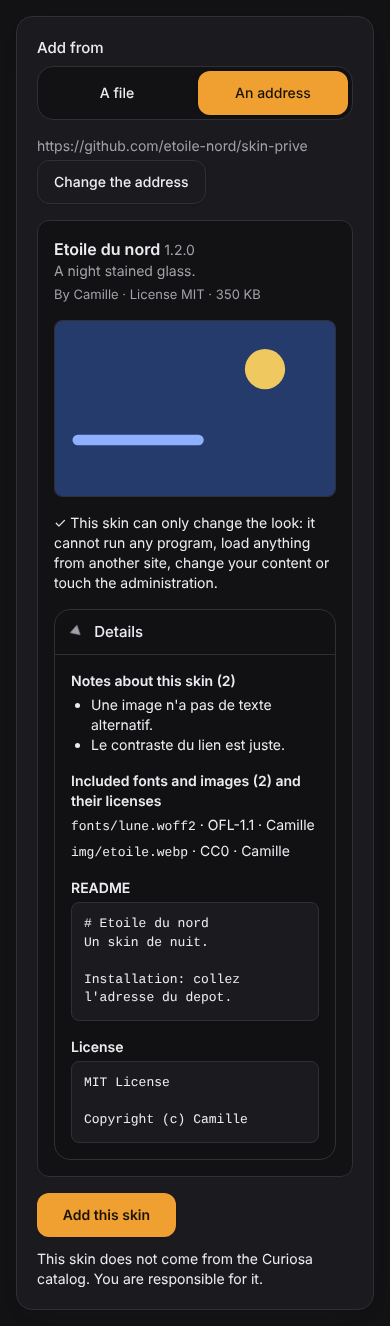 Add from
A file
An address
https://github.com/etoile-nord/skin-prive
Change the address
Etoile du nord 1.2.0
A night stained glass.
By Camille · License MIT · 350 KB
✓ This skin can only change the look: it
cannot run any program, load anything
from another site, change your content or
touch the administration.
Details
Notes about this skin (2)
• Une image n'a pas de texte
alternatif.
• Le contraste du lien est juste.
Included fonts and images (2) and
their licenses
fonts/lune.woff2 · OFL-1.1 · Camille
img/etoile.webp · CC0 · Camille
README
# Etoile du nord
Un skin de nuit.
Installation: collez
l'adresse du depot.
License
MIT License
Copyright (c) Camille
Add this skin
This skin does not come from the Curiosa
catalog. You are responsible for it.